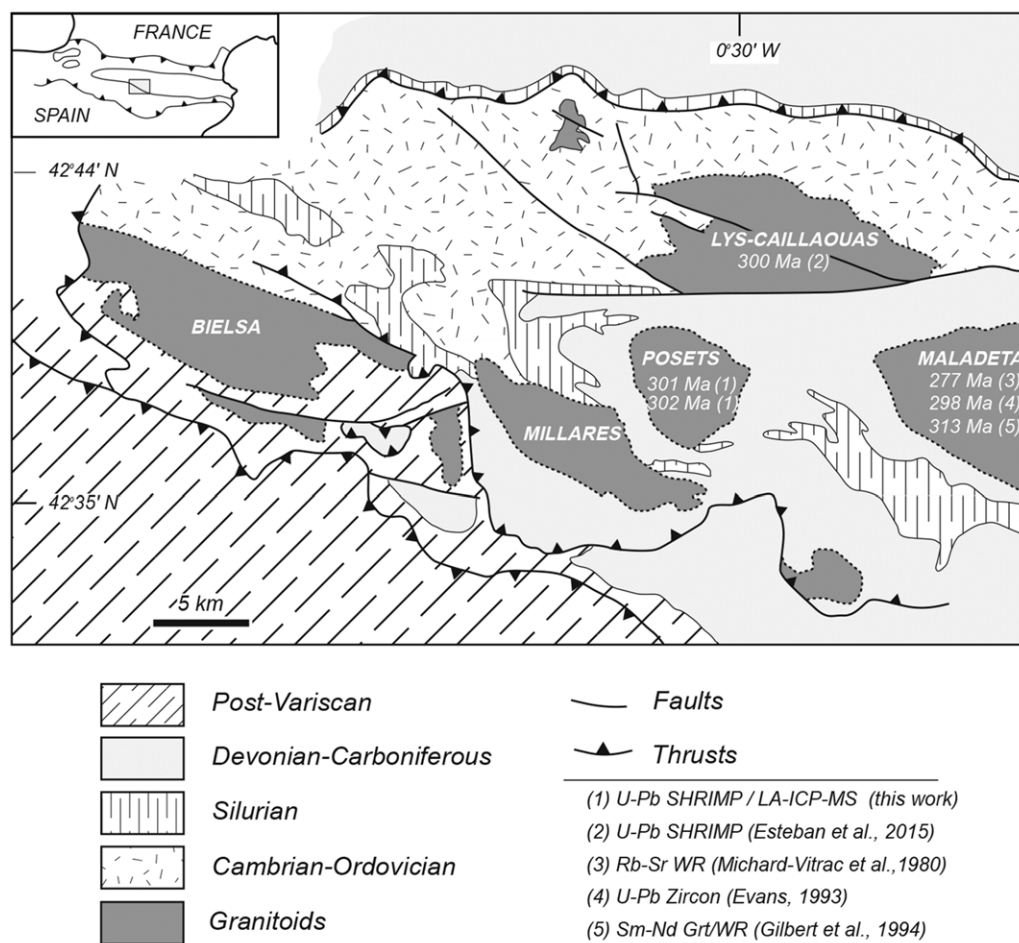 FRANCE
SPAIN
0°30' W
42°44' N
LYS-CAILLAOUAS
300 Ma (2)
BIELSA
POSETS
301 Ma (1)
302 Ma (1)
MALADETA
277 Ma (3)
298 Ma (4)
313 Ma (5)
MILLARES
42°35' N
5 km
Post-Variscan
Devonian-Carboniferous
Silurian
Cambrian-Ordovician
Granitoids
Faults
Thrusts
(1) U-Pb SHRIMP / LA-ICP-MS (this work)
(2) U-Pb SHRIMP (Esteban et al., 2015)
(3) Rb-Sr WR (Michard-Vitrac et al.,1980)
(4) U-Pb Zircon (Evans, 1993)
(5) Sm-Nd Grt/WR (Gilbert et al., 1994)